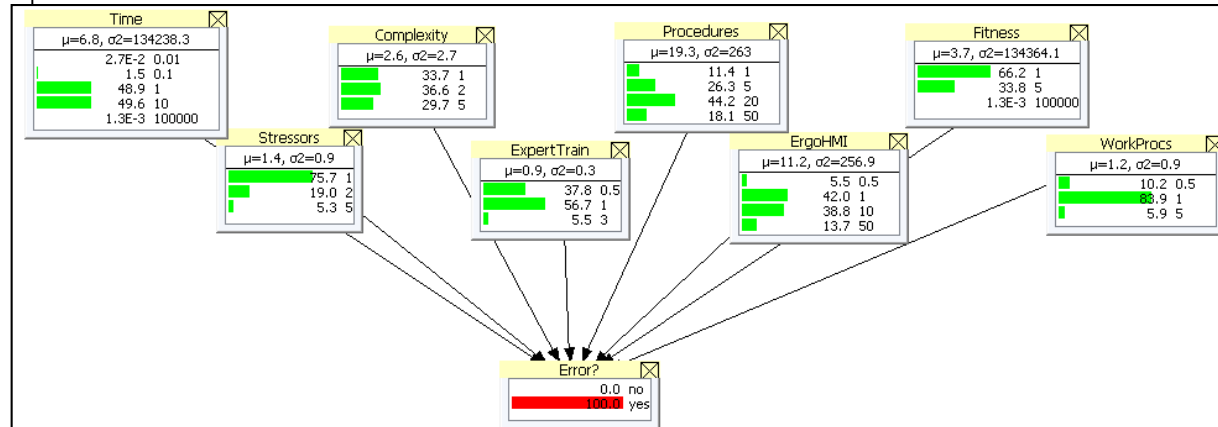 Time
μ=6.8, σ2=134238.3
2.7E-2 0.01
1.5 0.1
48.9 1
49.6 10
1.3E-3 100000
Complexity
μ=2.6, σ2=2.7
33.7 1
36.6 2
29.7 5
Procedures
μ=19.3, σ2=263
11.4 1
26.3 5
44.2 20
18.1 50
Fitness
μ=3.7, σ2=134364.1
66.2 1
33.8 5
1.3E-3 100000
Stressors
μ=1.4, σ2=0.9
75.7 1
19.0 2
5.3 5
ExpertTrain
μ=0.9, σ2=0.3
37.8 0.5
56.7 1
5.5 3
ErgoHMI
μ=11.2, σ2=256.9
5.5 0.5
42.0 1
38.8 10
13.7 50
WorkProcs
μ=1.2, σ2=0.9
10.2 0.5
83.9 1
5.9 5
Error?
0.0 no
100.0 yes